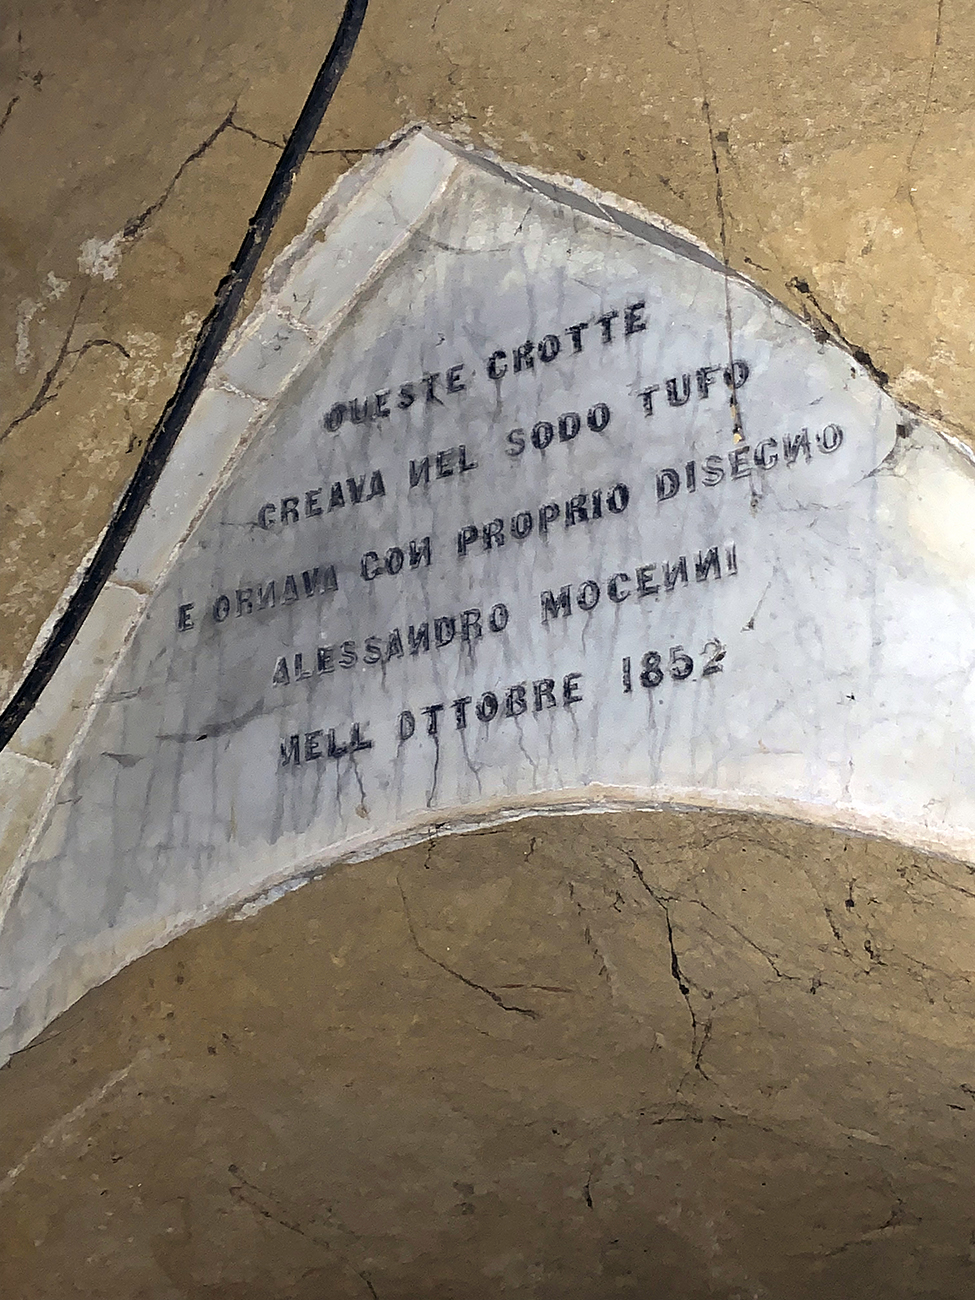 QUESTE GROTTE
CREAVA NEL SODO TUFO
E ORNAVA CON PROPRIO DISEGNO
ALESSANDRO MOCENNI
NELL OTTOBRE 1852